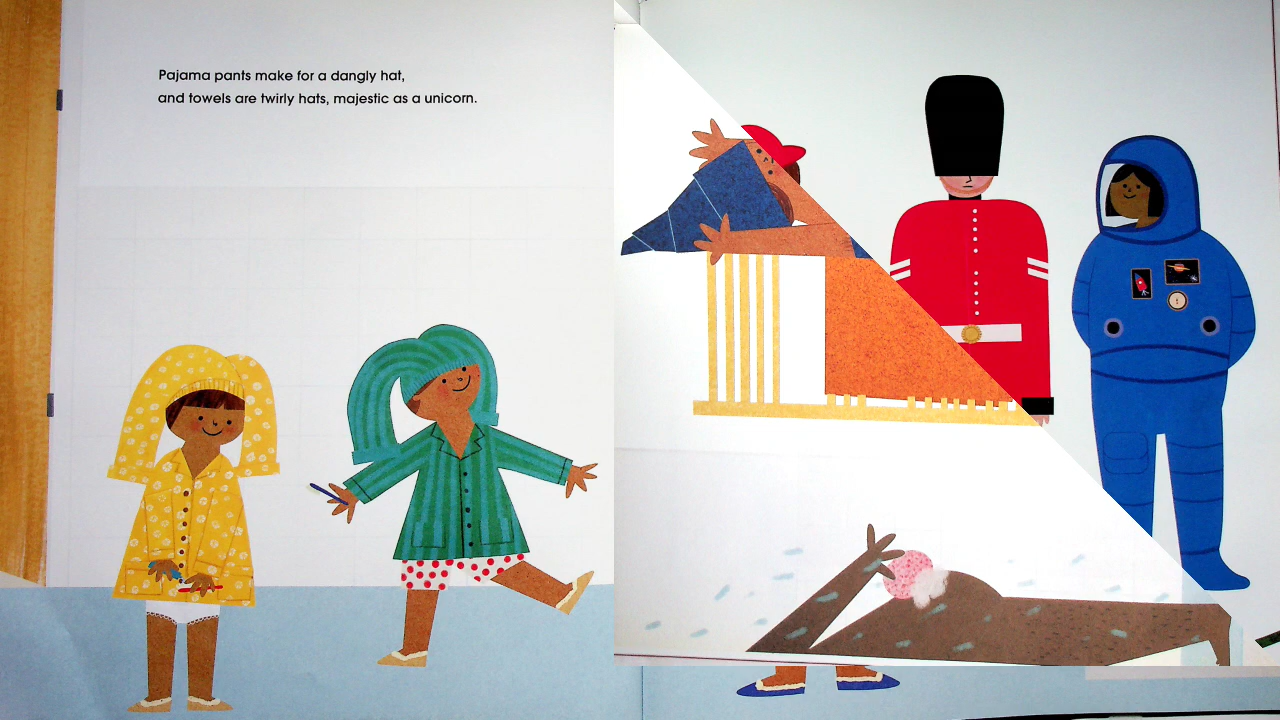 Pajama pants make for a dangly hat,
and towels are twirly hats, majestic as a unicorn.